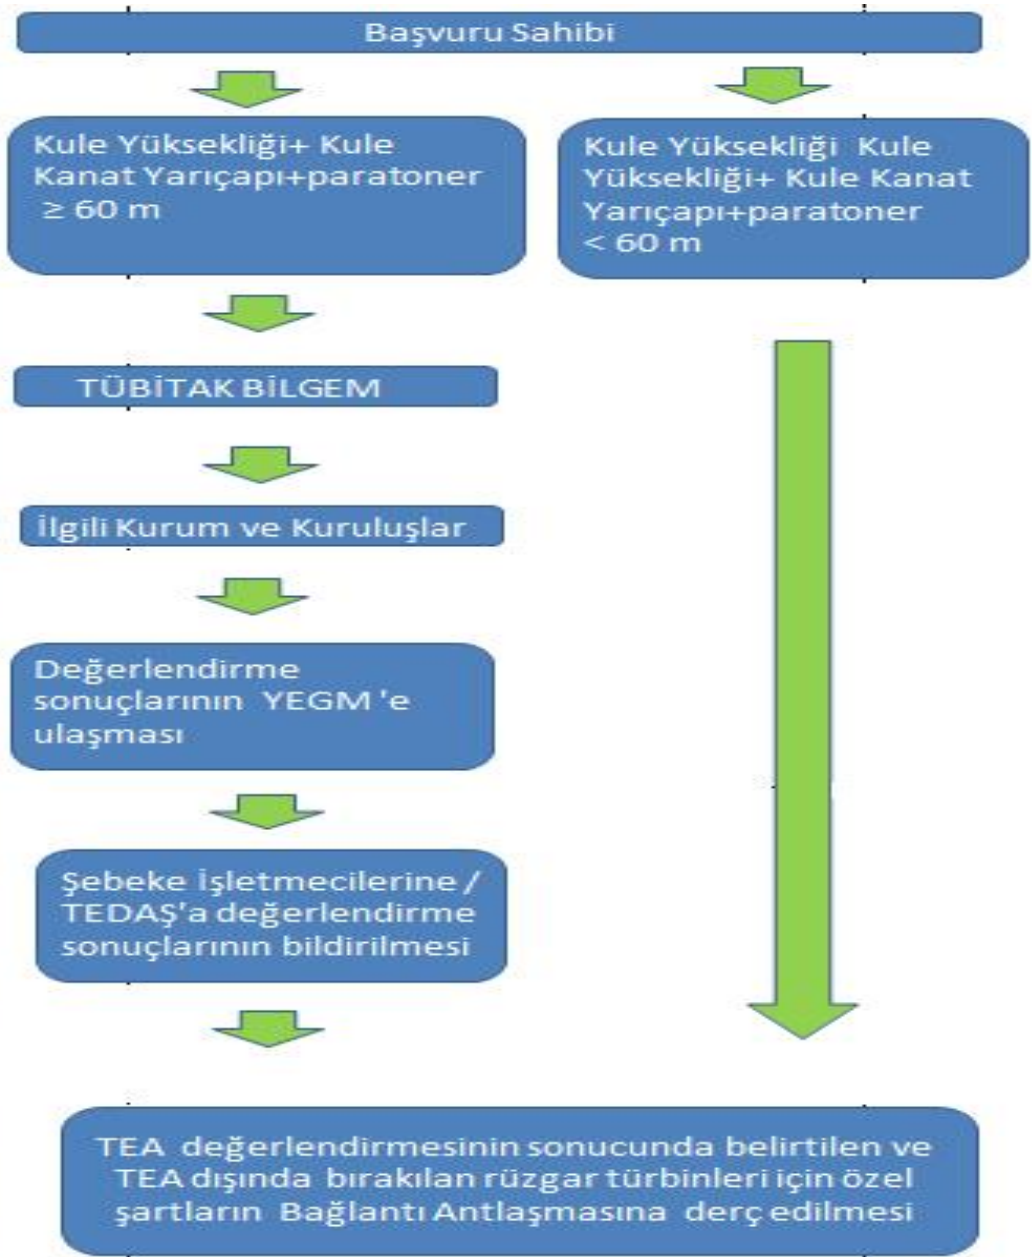 Başvuru Sahibi
Kule Yüksekliği+ Kule
Kanat Yarıçapı+paratoner
≥ 60 m
Kule Yüksekliği Kule
Yüksekliği+ Kule Kanat
Yarıçapı+paratoner
< 60 m
TÜBİTAK BİLGEM
İlgili Kurum ve Kuruluşlar
Değerlendirme
sonuçlarının YEGM 'e
ulaşması
Şebeke İşletmecilerine /
TEDAŞ'a değerlendirme
sonuçlarının bildirilmesi
TEA değerlendirmesinin sonucunda belirtilen ve
TEA dışında bırakılan rüzgar türbinleri için özel
şartların Bağlantı Antlaşmasına derç edilmesi